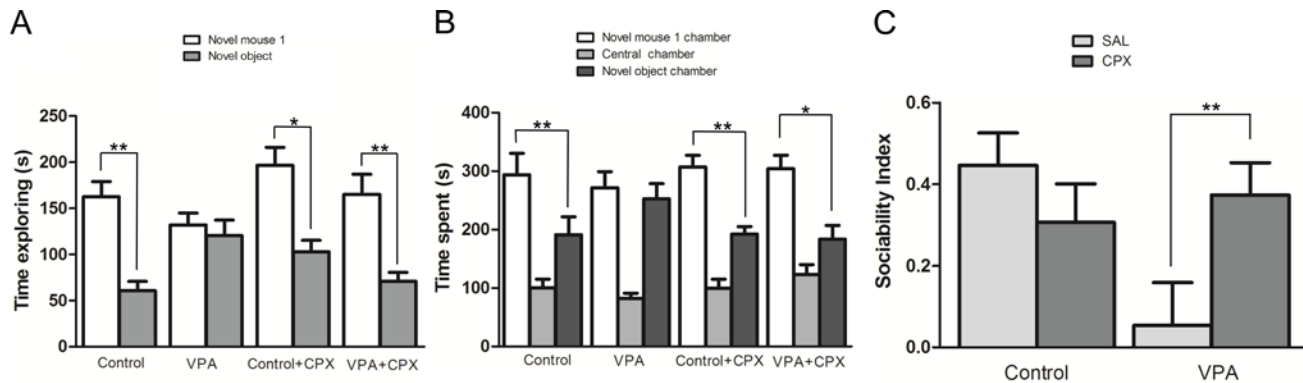 A
Novel mouse 1
Novel object
Time exploring (s)
250
200
150
100
50
0
**
*
**
Control
VPA
Control+CPX
VPA+CPX
B
Novel mouse 1 chamber
Central chamber
Novel object chamber
Time spent (s)
400
300
200
100
0
**
**
*
Control
VPA
Control+CPX
VPA+CPX
C
SAL
CPX
Sociability Index
0.6
0.4
0.2
0.0
**
Control
VPA